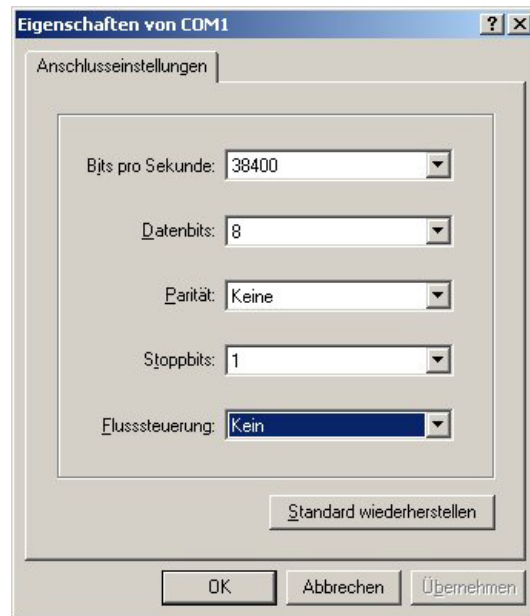 Eigenschaften von COM1
Anschlusseinstellungen
Bits pro Sekunde: 38400
Datenbits: 8
Parität: Keine
Stoppbits: 1
Flusssteuerung: Kein
Standard wiederherstellen
OK Abbrechen Übernehmen